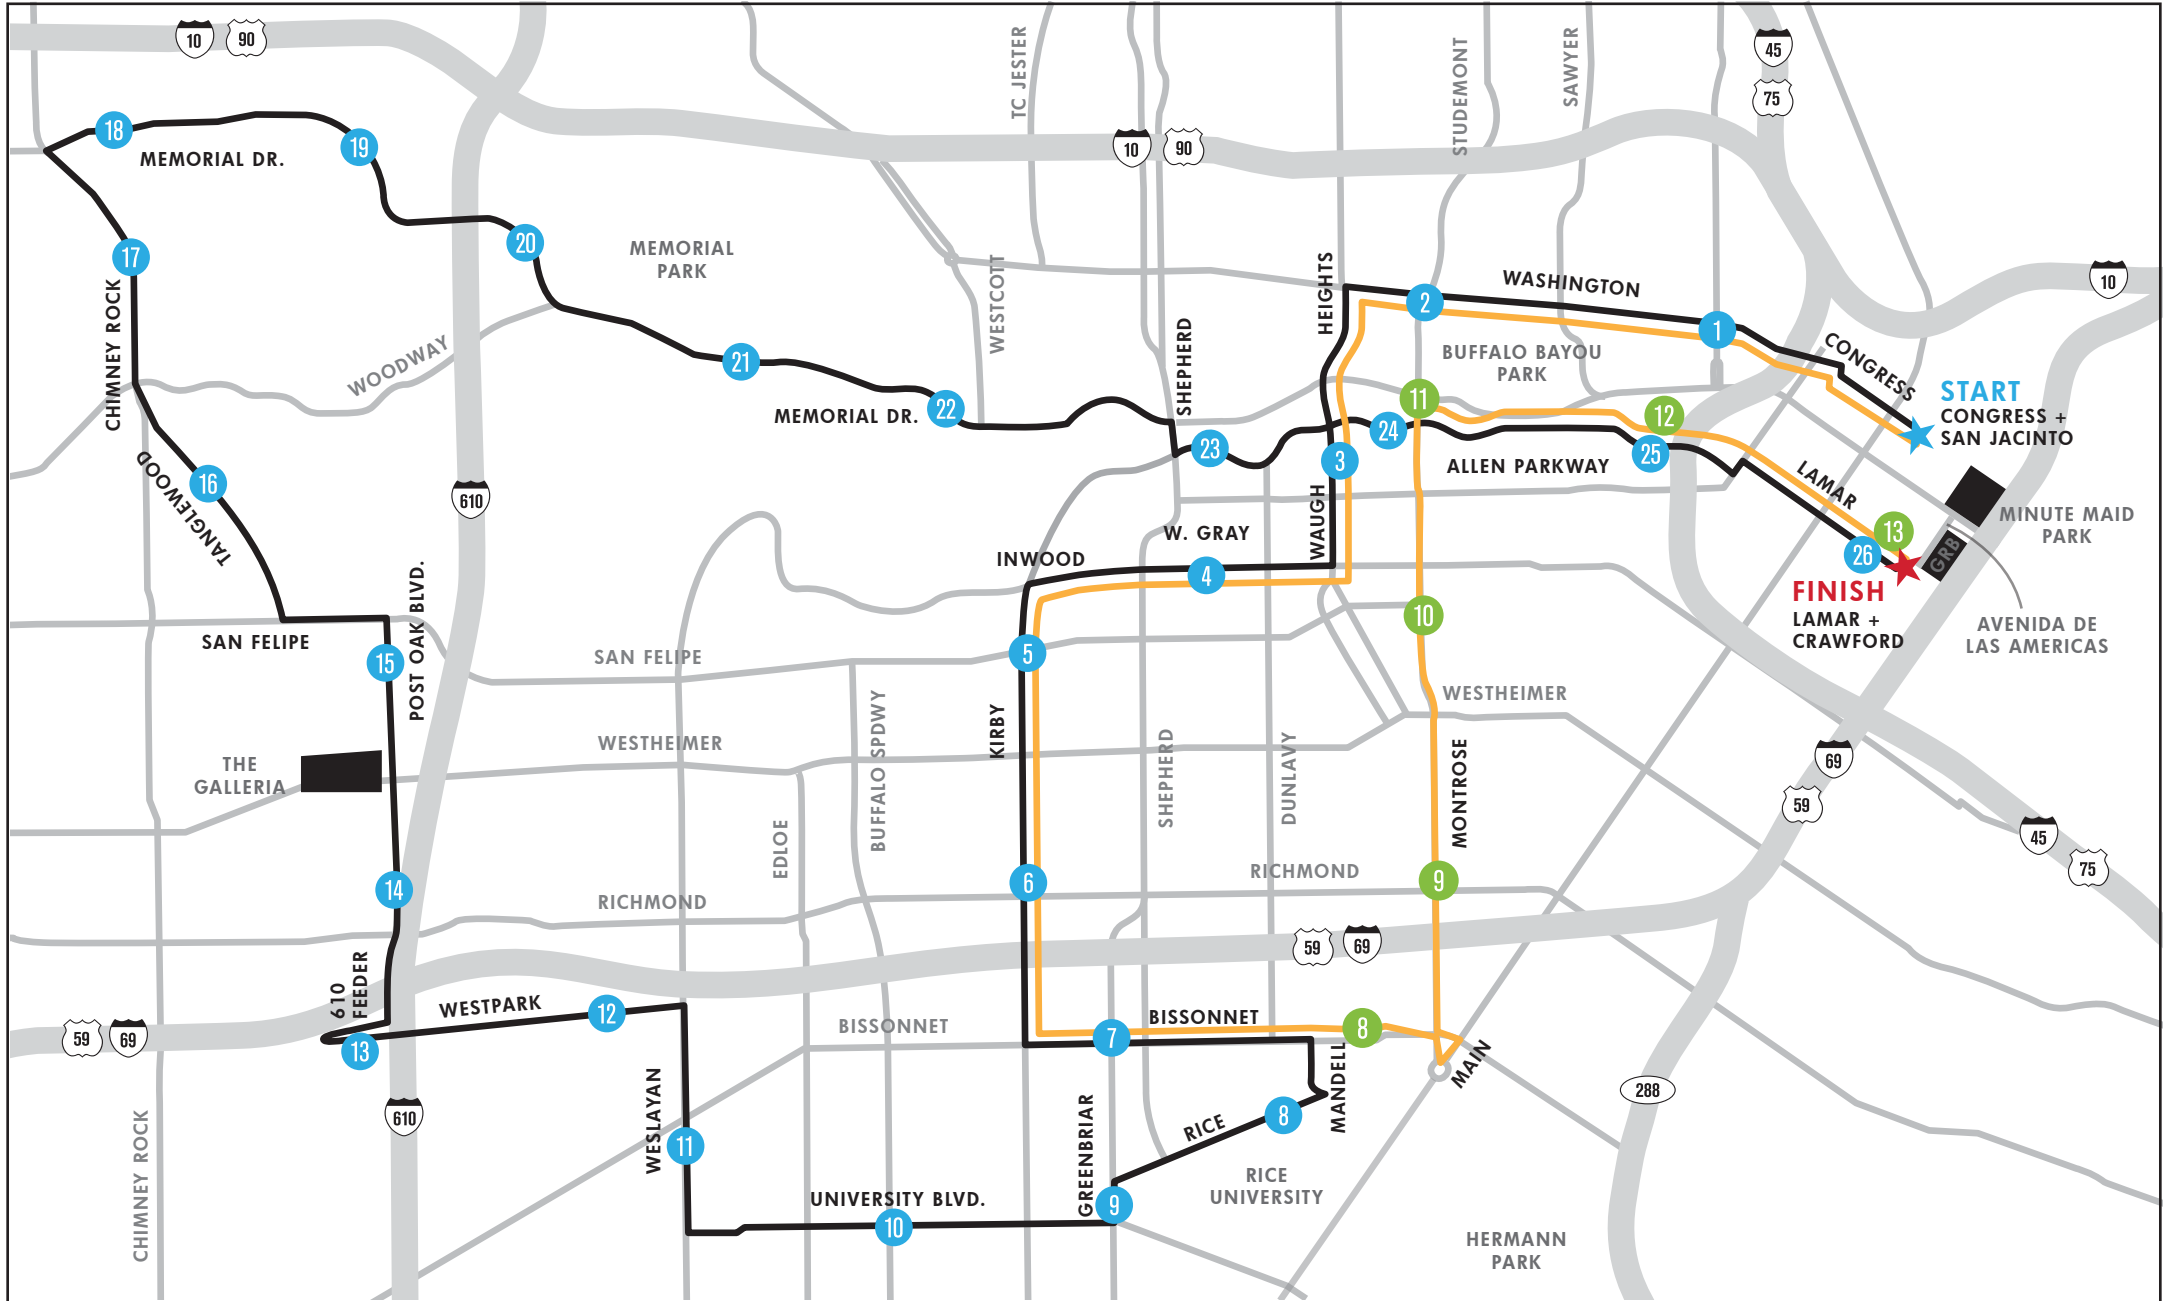 10
90
TC JESTER
STUDEMONT
SAWYER
45
75
18
MEMORIAL DR.
19
10
90
17
20
MEMORIAL
PARK
WESTCOTT
HEIGHTS
2
WASHINGTON
1
10
CHIMNEY ROCK
WOODWAY
21
MEMORIAL DR.
22
SHEPHERD
BUFFALO BAYOU
PARK
CONGRESS
START
CONGRESS +
SAN JACINTO
11
12
23
24
3
25
ALLEN PARKWAY
LAMAR
TANGLEWOOD
16
610
WAUGH
W. GRAY
INWOOD
4
13
26
GRB
MINUTE MAID
PARK
FINISH
LAMAR +
CRAWFORD
AVENIDA DE
LAS AMERICAS
SAN FELIPE
15
POST OAK BLVD.
SAN FELIPE
5
10
WESTHEIMER
THE
GALLERIA
WESTHEIMER
BUFFALO SPDWY
KIRBY
SHEPHERD
DUNLAVY
MONTROSE
69
59
45
75
EDLOE
14
RICHMOND
6
RICHMOND
9
59
69
610
FEEDER
WESTPARK
12
59
69
13
BISSONNET
7
BISSONNET
8
MANDELL
MAIN
288
610
CHIMNEY ROCK
WESLAYAN
11
GREENBRIAR
RICE
8
RICE
UNIVERSITY
UNIVERSITY BLVD.
10
9
HERMANN
PARK